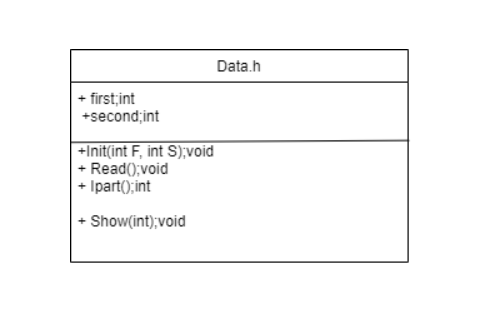 Data.h
+ first;int
+second;int
+Init(int F, int S);void
+ Read();void
+ Ipart();int
+ Show(int);void